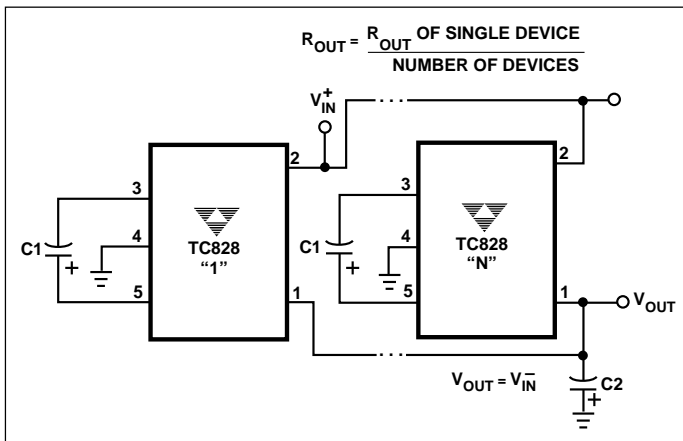 R_OUT = R_OUT OF SINGLE DEVICE
NUMBER OF DEVICES
V_IN^+
2
2
3
3
4
4
C1
C1
TC828
"1"
TC828
"N"
+
+
5
5
1
1
V_OUT
V_OUT = V_IN^–
C2
+